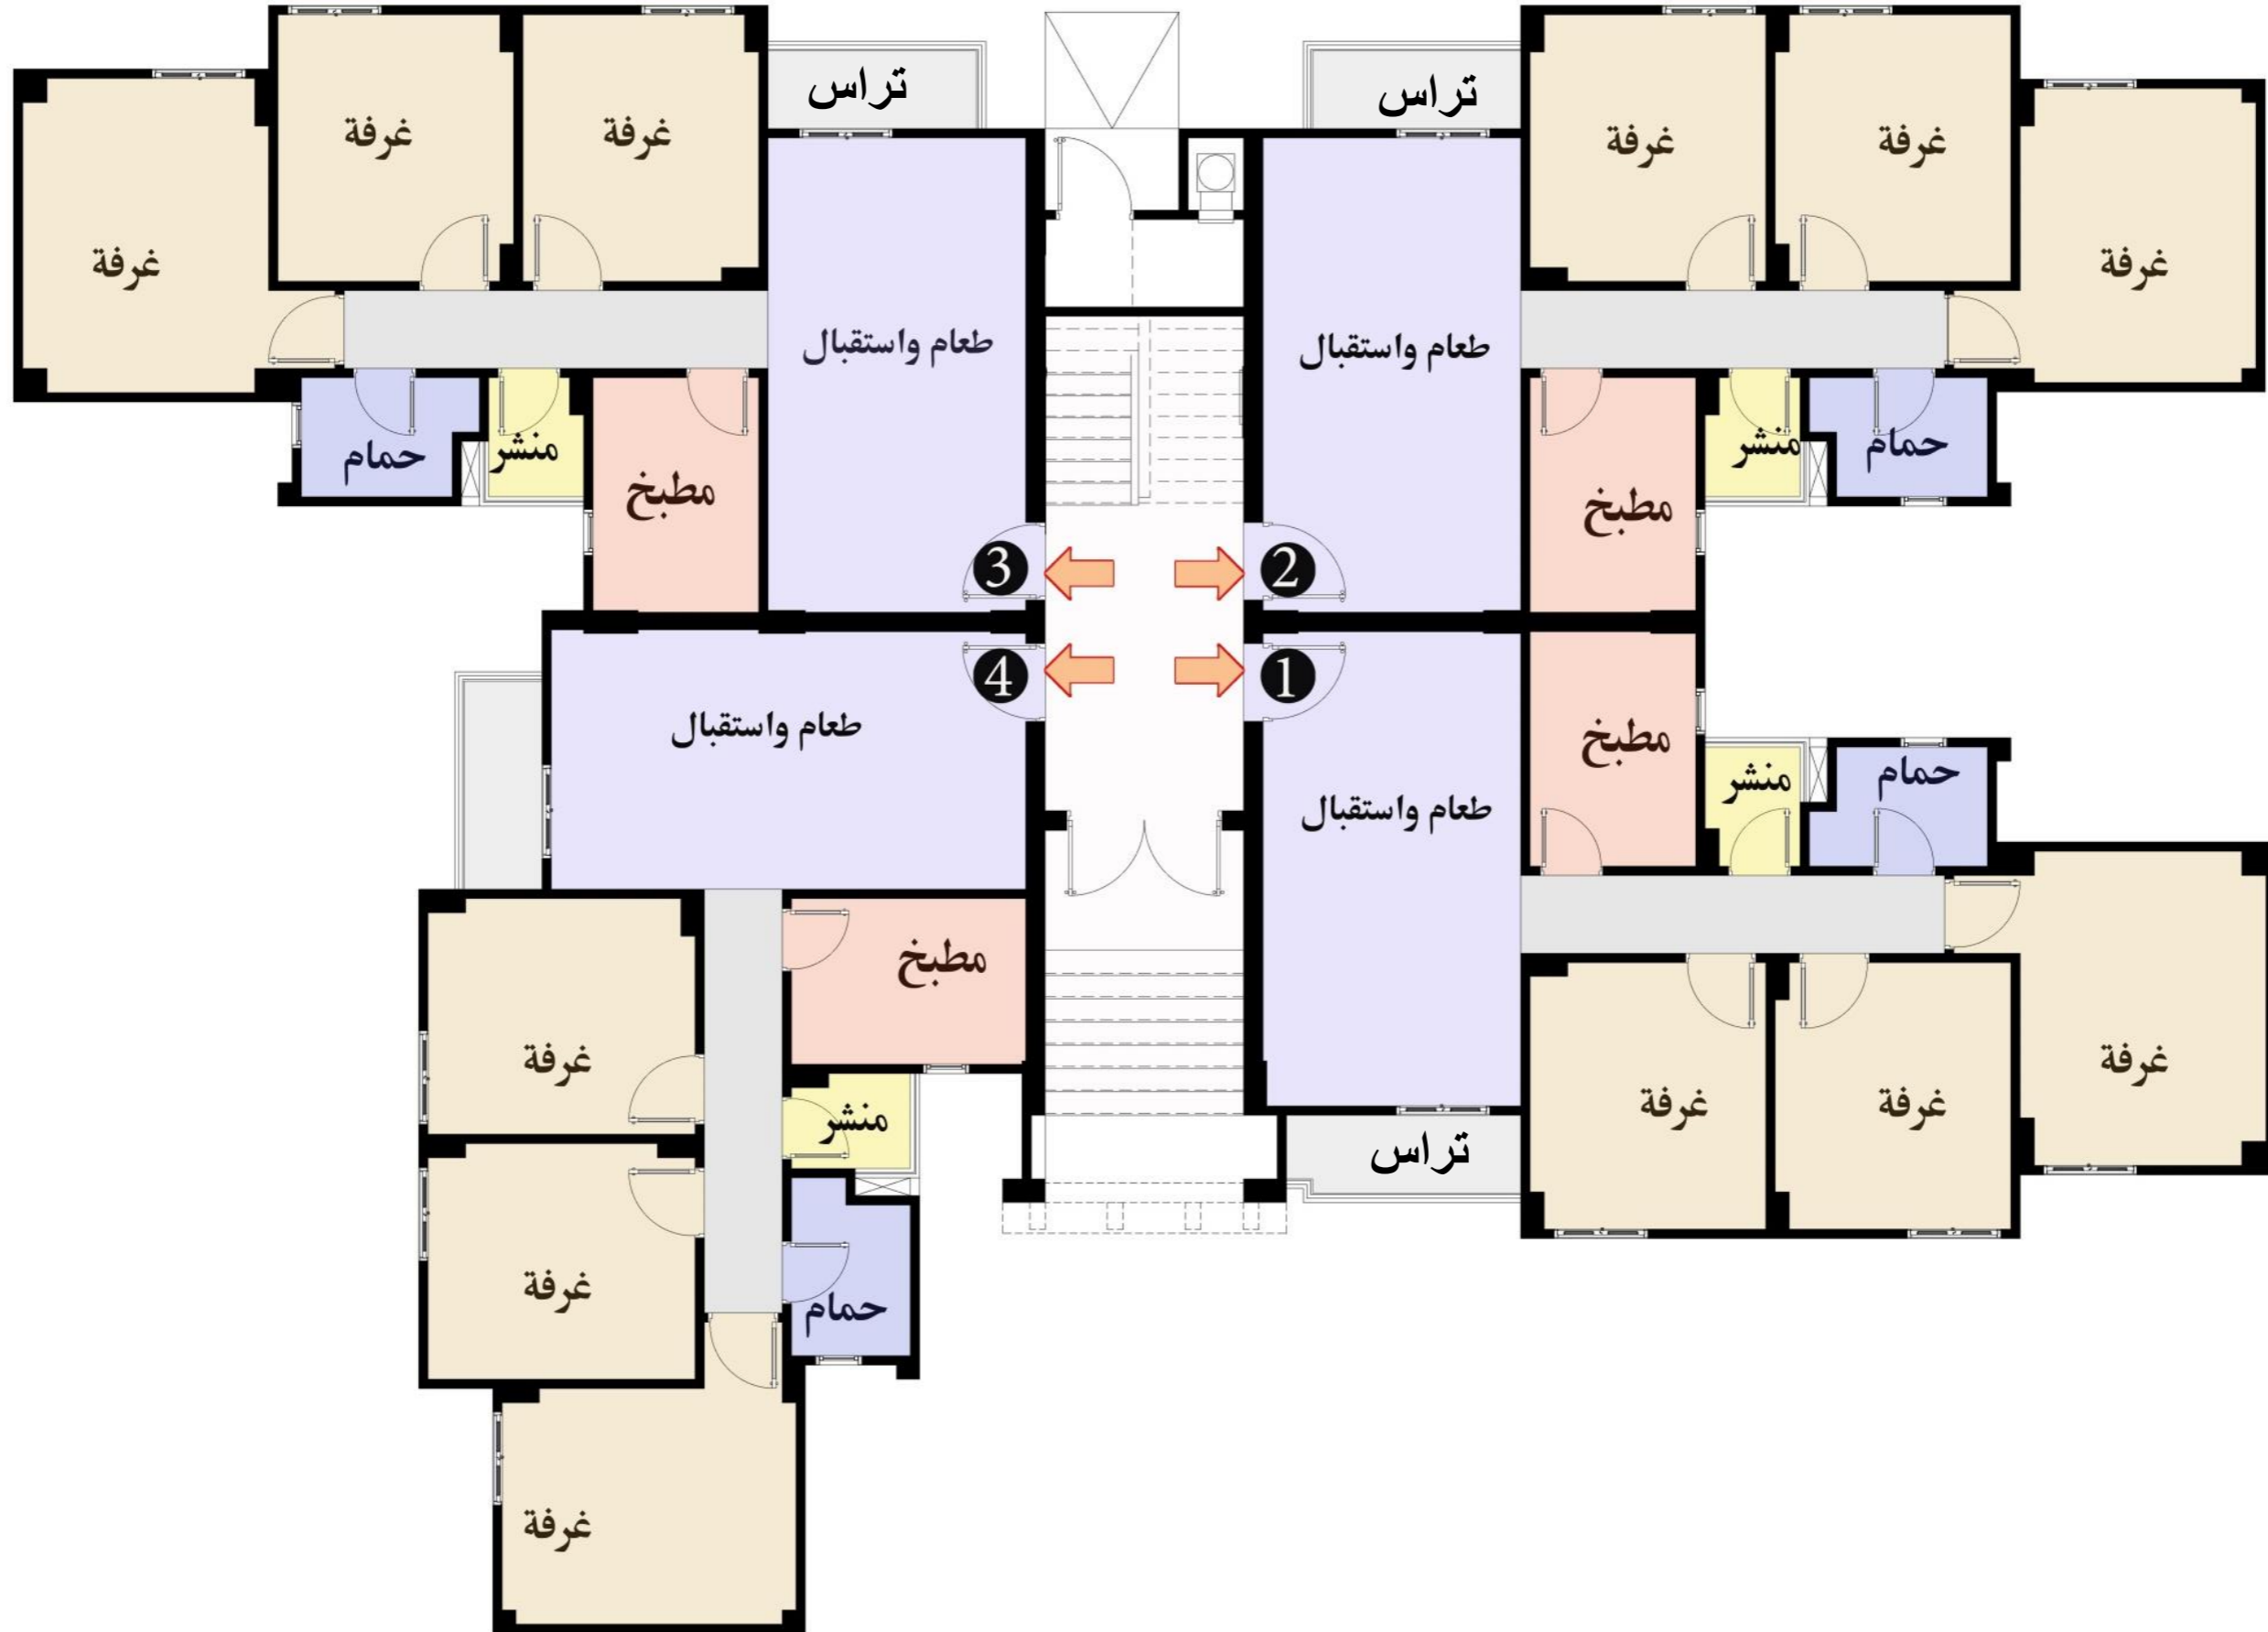 تراس
تراس
غرفة
غرفة
غرفة
غرفة
غرفة
غرفة
طعام واستقبال
طعام واستقبال
حمام
منشر
مطبخ
مطبخ
منشر
حمام
3
2
4
1
طعام واستقبال
طعام واستقبال
مطبخ
منشر
حمام
مطبخ
غرفة
منشر
غرفة
غرفة
غرفة
تراس
غرفة
حمام
غرفة